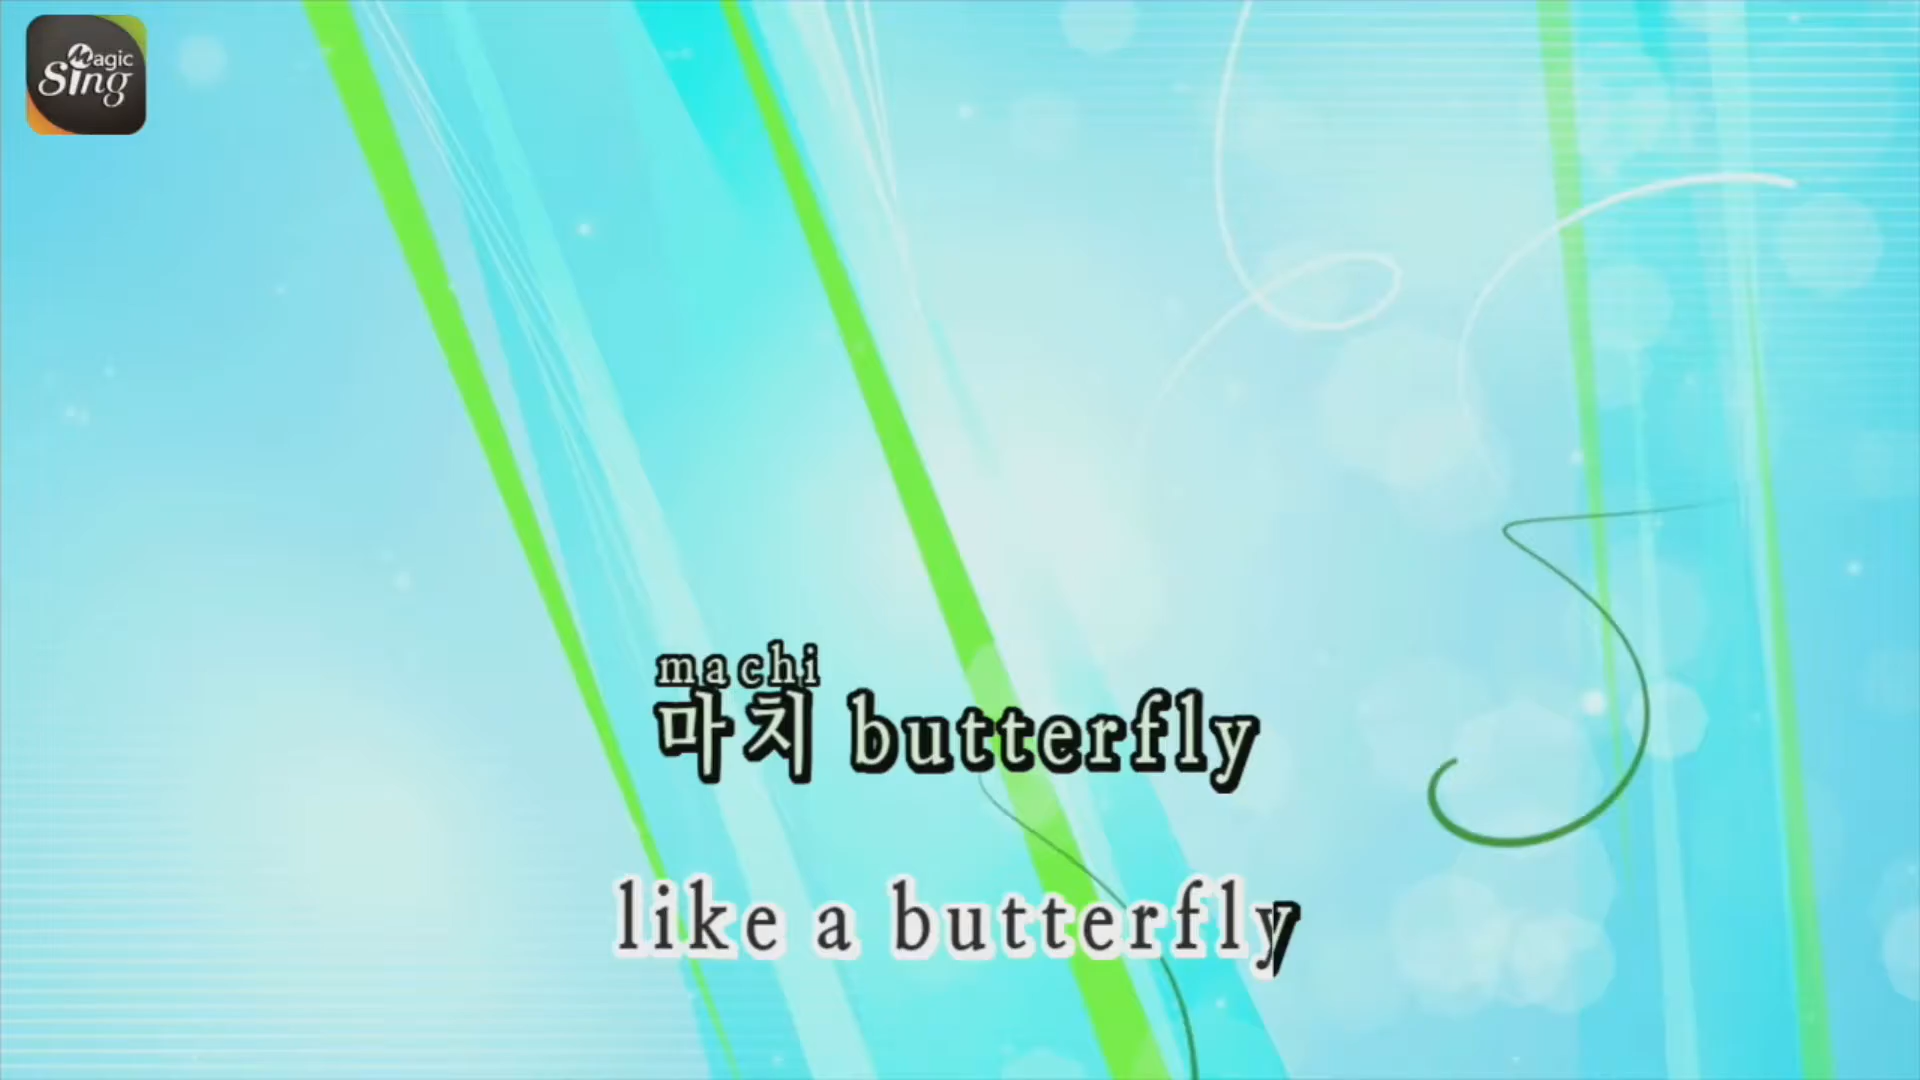 Magic
Sing
machi
마치 butterfly
like a butterfly